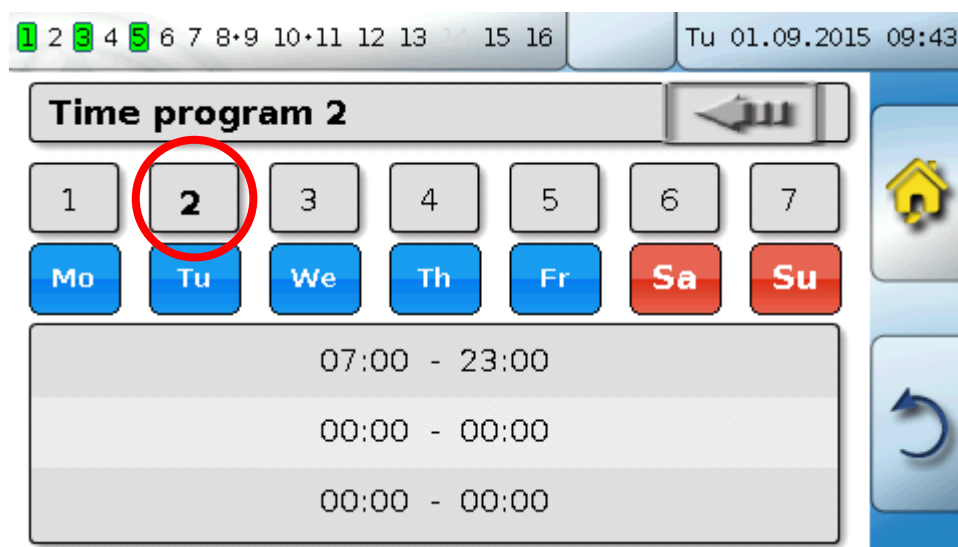 1 2 3 4 5 6 7 8•9 10•11 12 13 14 15 16 Tu 01.09.2015 09:43
Time program 2
1 2 3 4 5 6 7
Mo Tu We Th Fr Sa Su
07:00 - 23:00
00:00 - 00:00
00:00 - 00:00